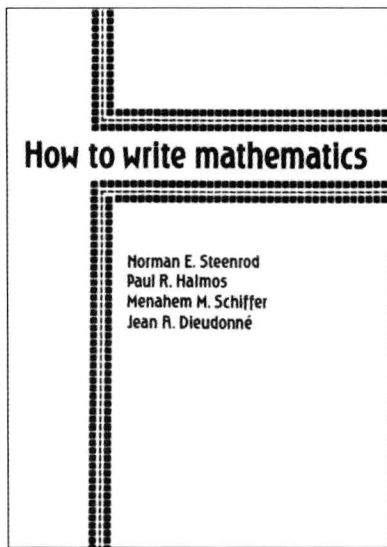 How to write mathematics
Norman E. Steenrod
Paul R. Halmos
Menahem M. Schiffer
Jean A. Dieudonné